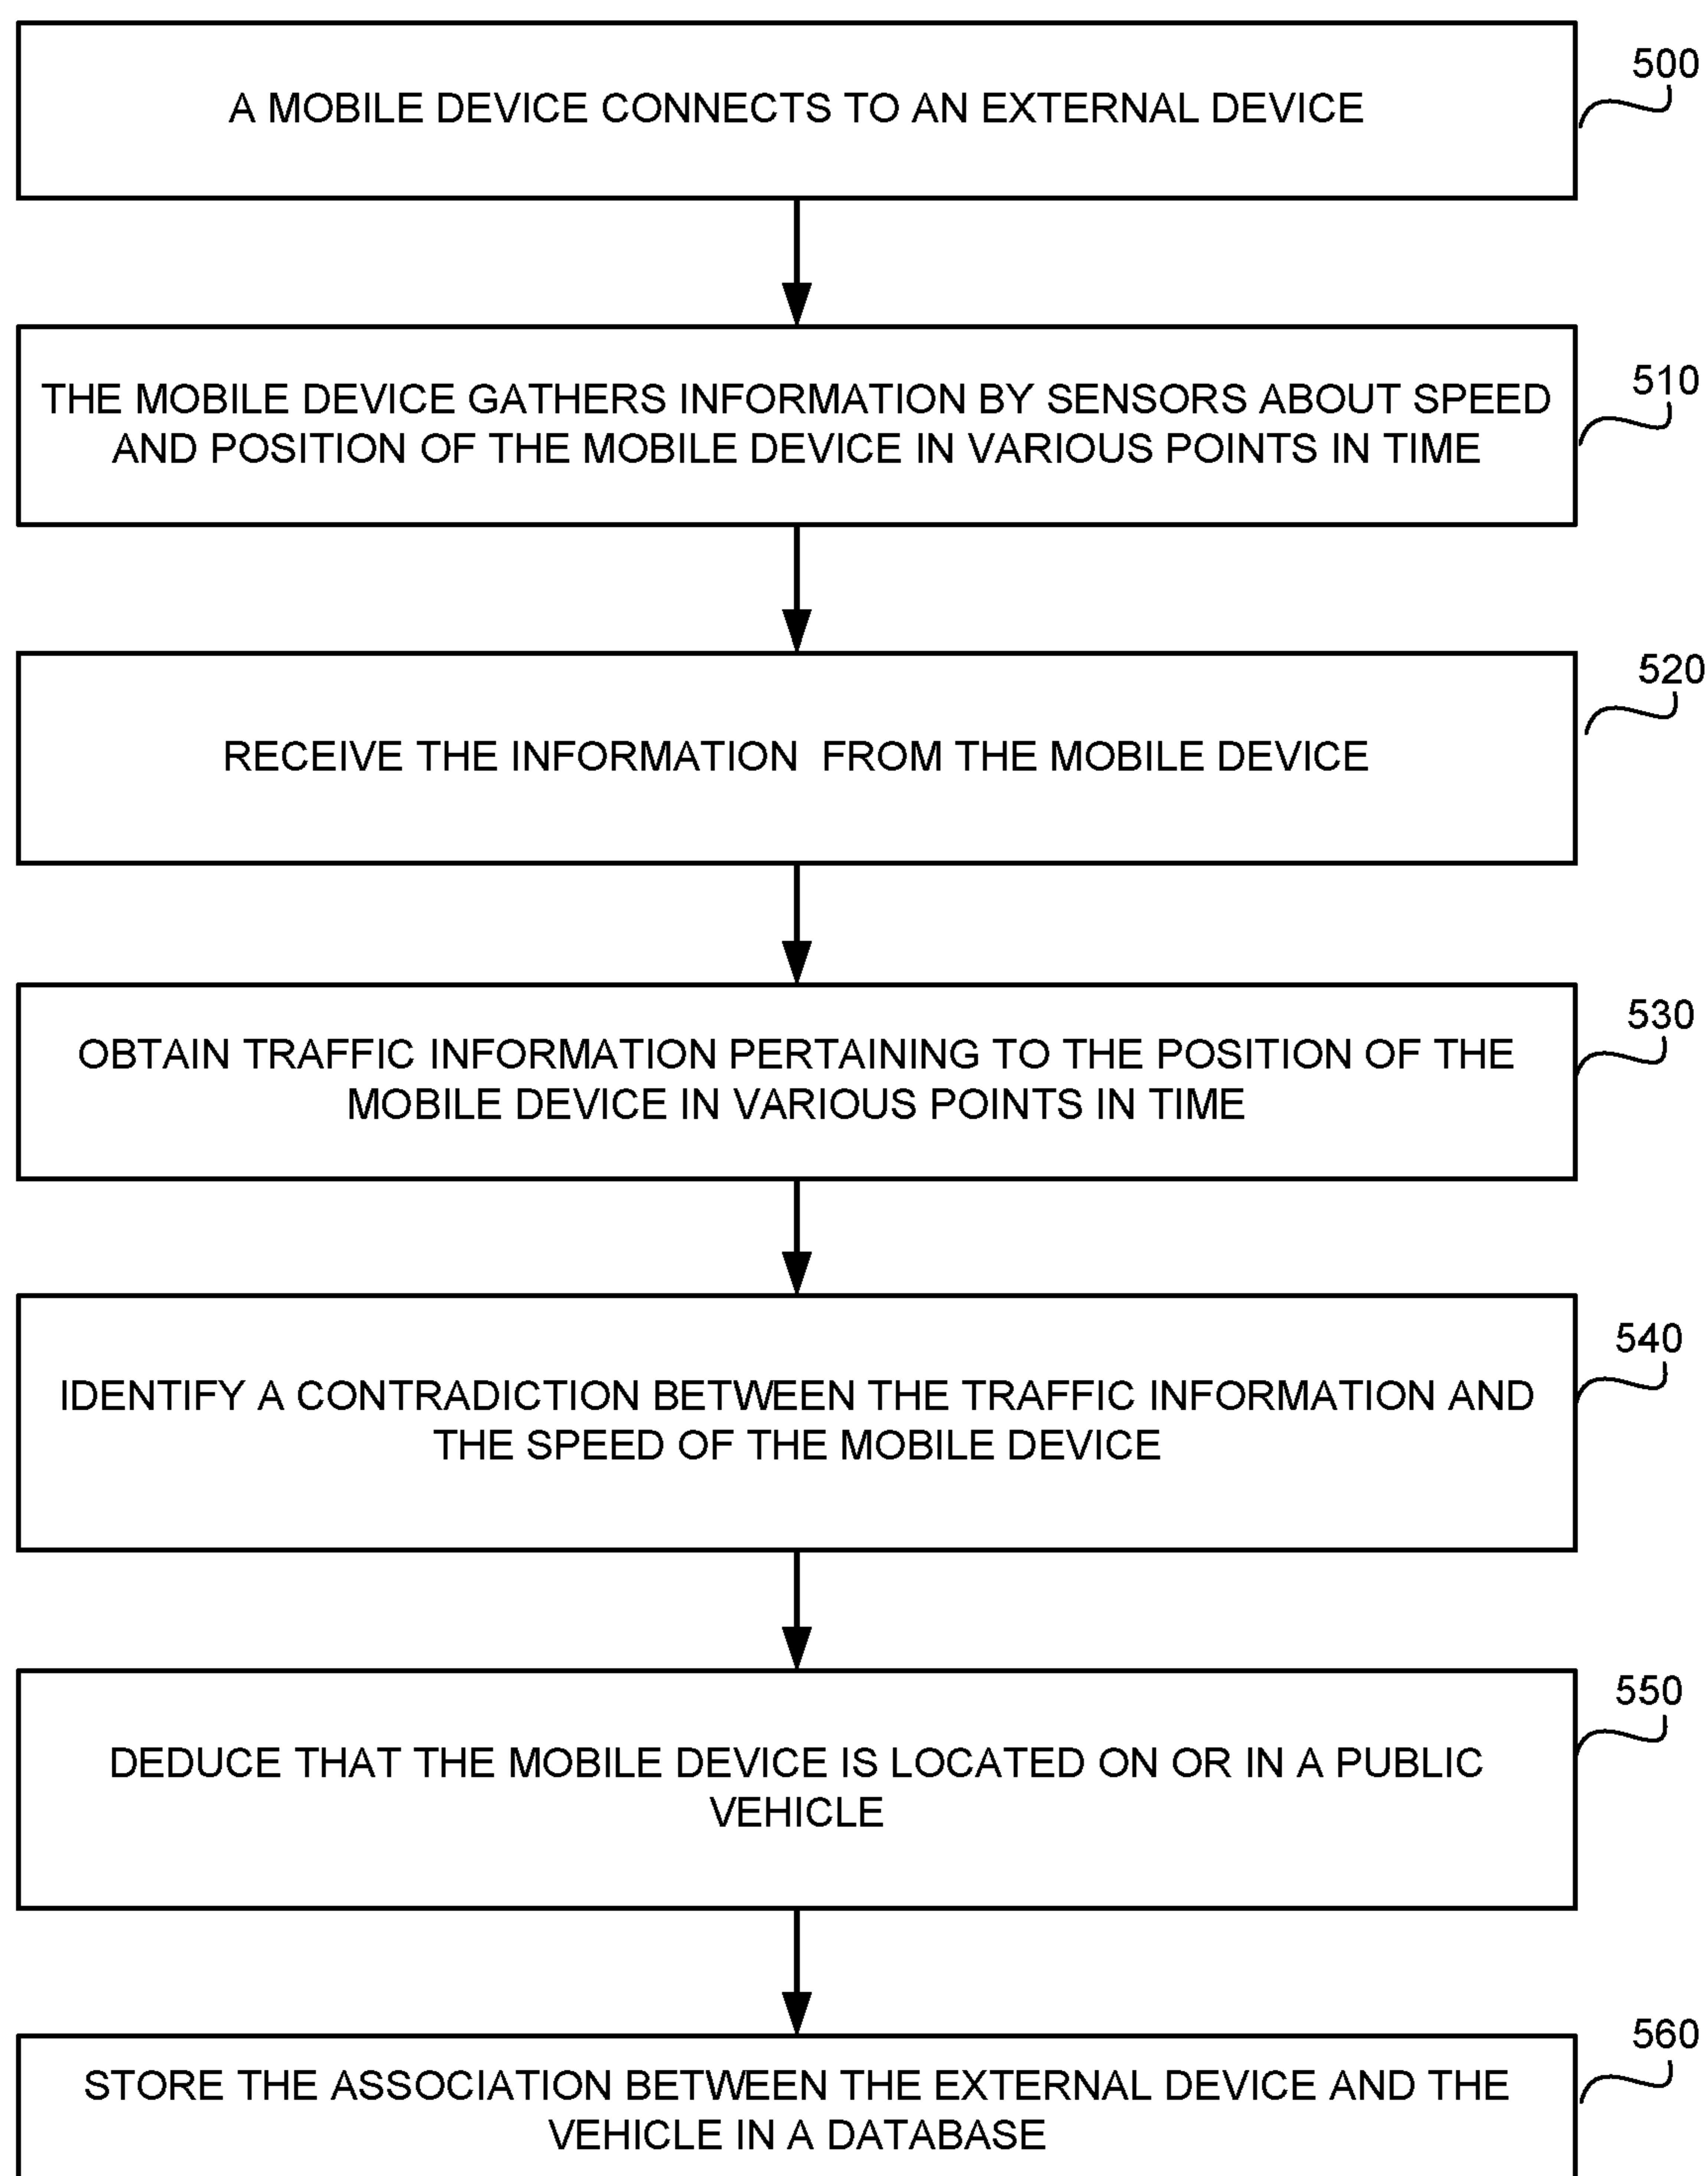 500
A MOBILE DEVICE CONNECTS TO AN EXTERNAL DEVICE
510
THE MOBILE DEVICE GATHERS INFORMATION BY SENSORS ABOUT SPEED
AND POSITION OF THE MOBILE DEVICE IN VARIOUS POINTS IN TIME
520
RECEIVE THE INFORMATION FROM THE MOBILE DEVICE
530
OBTAIN TRAFFIC INFORMATION PERTAINING TO THE POSITION OF THE
MOBILE DEVICE IN VARIOUS POINTS IN TIME
540
IDENTIFY A CONTRADICTION BETWEEN THE TRAFFIC INFORMATION AND
THE SPEED OF THE MOBILE DEVICE
550
DEDUCE THAT THE MOBILE DEVICE IS LOCATED ON OR IN A PUBLIC
VEHICLE
560
STORE THE ASSOCIATION BETWEEN THE EXTERNAL DEVICE AND THE
VEHICLE IN A DATABASE